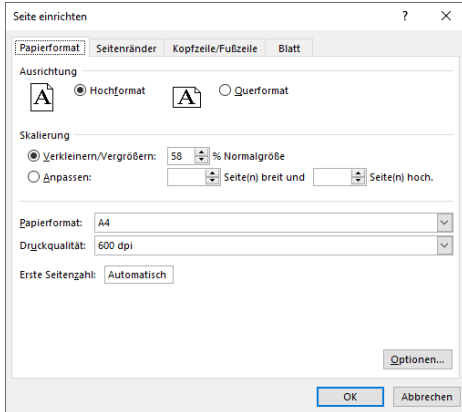 Seite einrichten ? ×
Papierformat Seitenränder Kopfzeile/Fußzeile Blatt
Ausrichtung
A Hochformat A Querformat
Skalierung
Verkleinern/Vergrößern: 58 % Normalgröße
Anpassen: Seite(n) breit und Seite(n) hoch.
Papierformat: A4
Druckqualität: 600 dpi
Erste Seitenzahl: Automatisch
Optionen...
OK Abbrechen